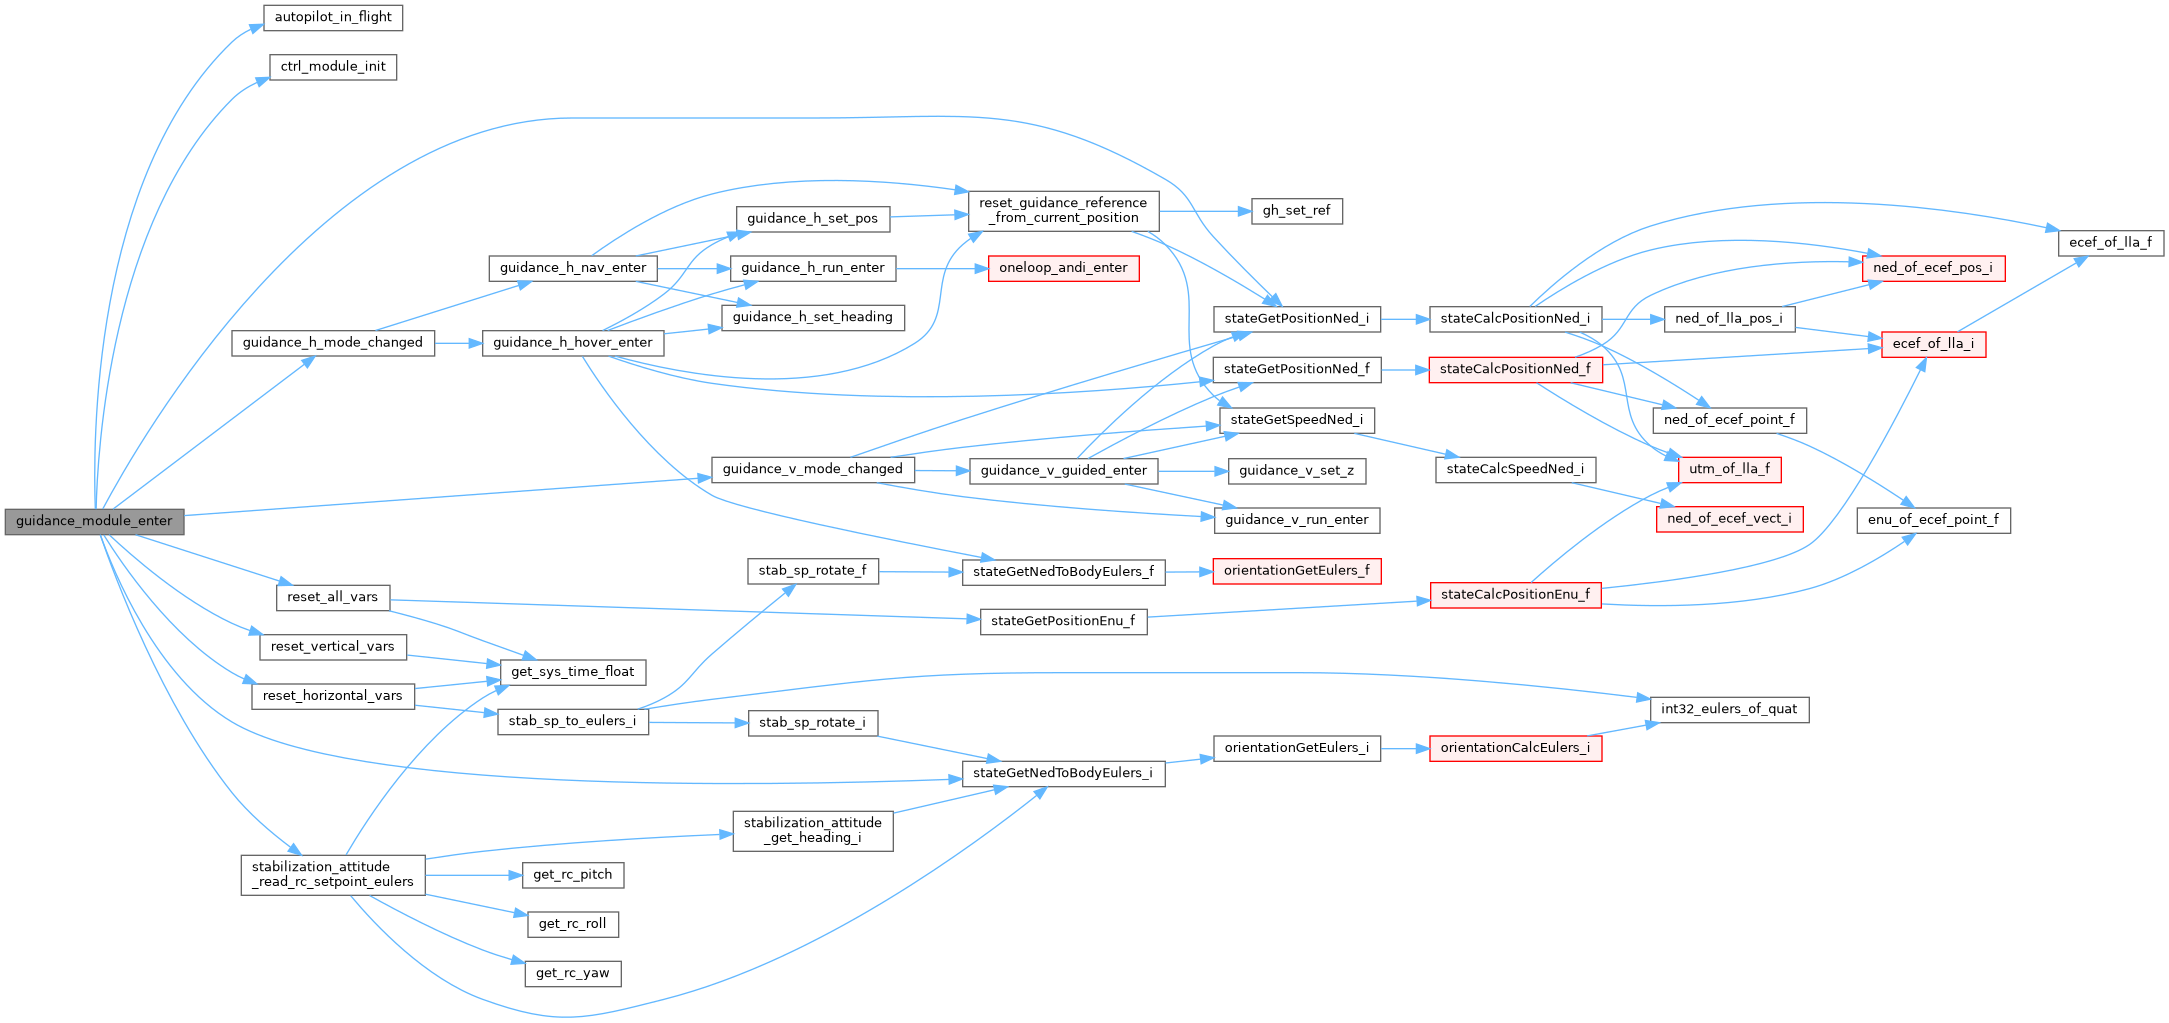 autopilot_in_flight
ctrl_module_init
guidance_h_set_pos
reset_guidance_reference
_from_current_position
gh_set_ref
ecef_of_lla_f
guidance_h_nav_enter
guidance_h_run_enter
oneloop_andi_enter
ned_of_ecef_pos_i
guidance_h_set_heading
stateGetPositionNed_i
stateCalcPositionNed_i
ned_of_lla_pos_i
guidance_h_mode_changed
guidance_h_hover_enter
ecef_of_lla_i
stateGetPositionNed_f
stateCalcPositionNed_f
stateGetSpeedNed_i
ned_of_ecef_point_f
guidance_v_mode_changed
guidance_v_guided_enter
guidance_v_set_z
stateCalcSpeedNed_i
utm_of_lla_f
guidance_module_enter
guidance_v_run_enter
ned_of_ecef_vect_i
enu_of_ecef_point_f
stab_sp_rotate_f
stateGetNedToBodyEulers_f
orientationGetEulers_f
reset_all_vars
stateCalcPositionEnu_f
stateGetPositionEnu_f
reset_vertical_vars
get_sys_time_float
reset_horizontal_vars
stab_sp_to_eulers_i
stab_sp_rotate_i
int32_eulers_of_quat
stateGetNedToBodyEulers_i
orientationGetEulers_i
orientationCalcEulers_i
stabilization_attitude
_get_heading_i
stabilization_attitude
_read_rc_setpoint_eulers
get_rc_pitch
get_rc_roll
get_rc_yaw